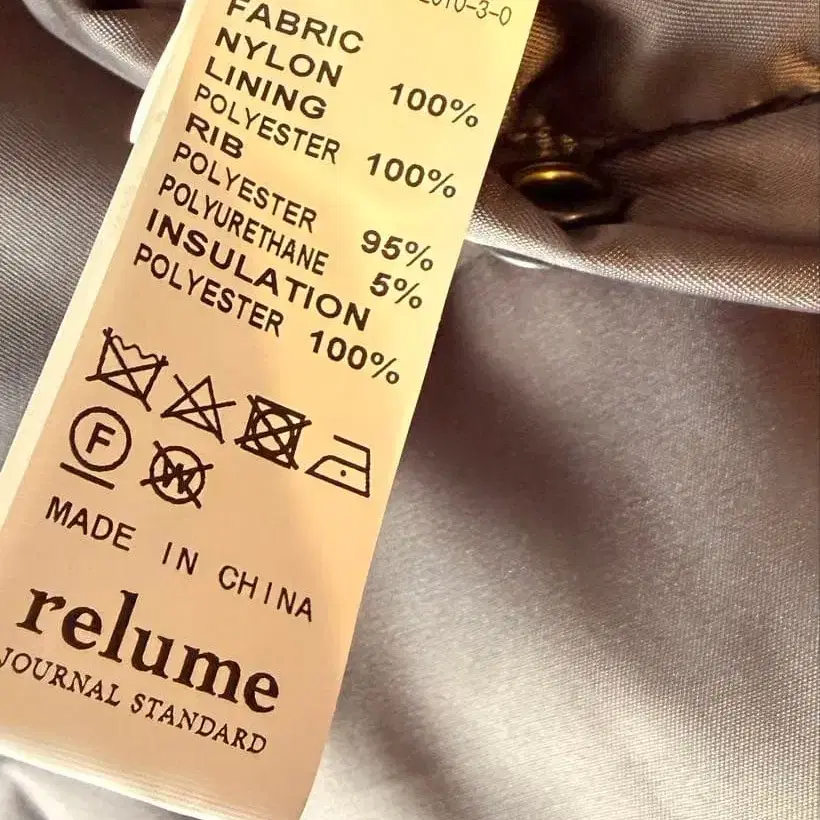 FABRIC
NYLON 100%
LINING
POLYESTER 100%
RIB
POLYESTER 95%
POLYURETHANE 5%
INSULATION
POLYESTER 100%
F W
MADE IN CHINA
relume
JOURNAL STANDARD